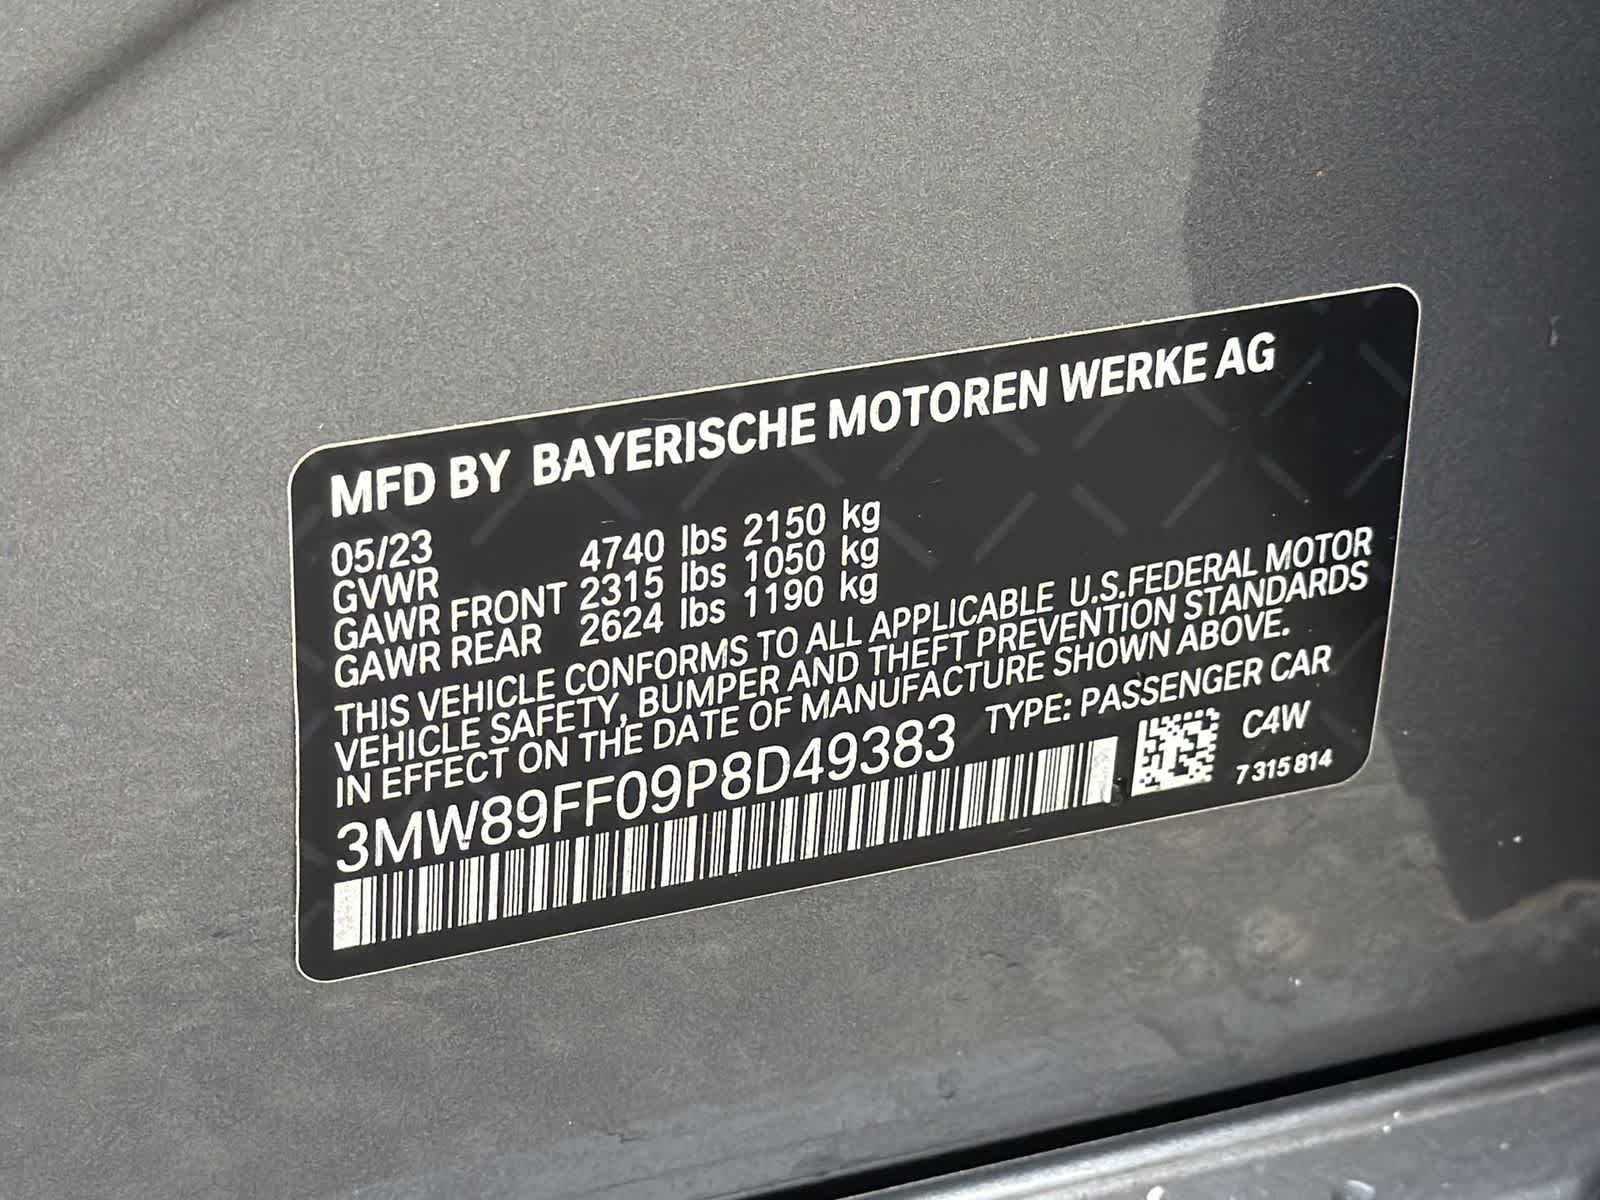 MFD BY BAYERISCHE MOTOREN WERKE AG
05/23
GVWR 4740 lbs 2150 kg
GAWR FRONT 2315 lbs 1050 kg
GAWR REAR 2624 lbs 1190 kg
THIS VEHICLE CONFORMS TO ALL APPLICABLE U.S.FEDERAL MOTOR
VEHICLE SAFETY, BUMPER AND THEFT PREVENTION STANDARDS
IN EFFECT ON THE DATE OF MANUFACTURE SHOWN ABOVE.
3MW89FF09P8D49383 TYPE: PASSENGER CAR
C4W
7 315 814